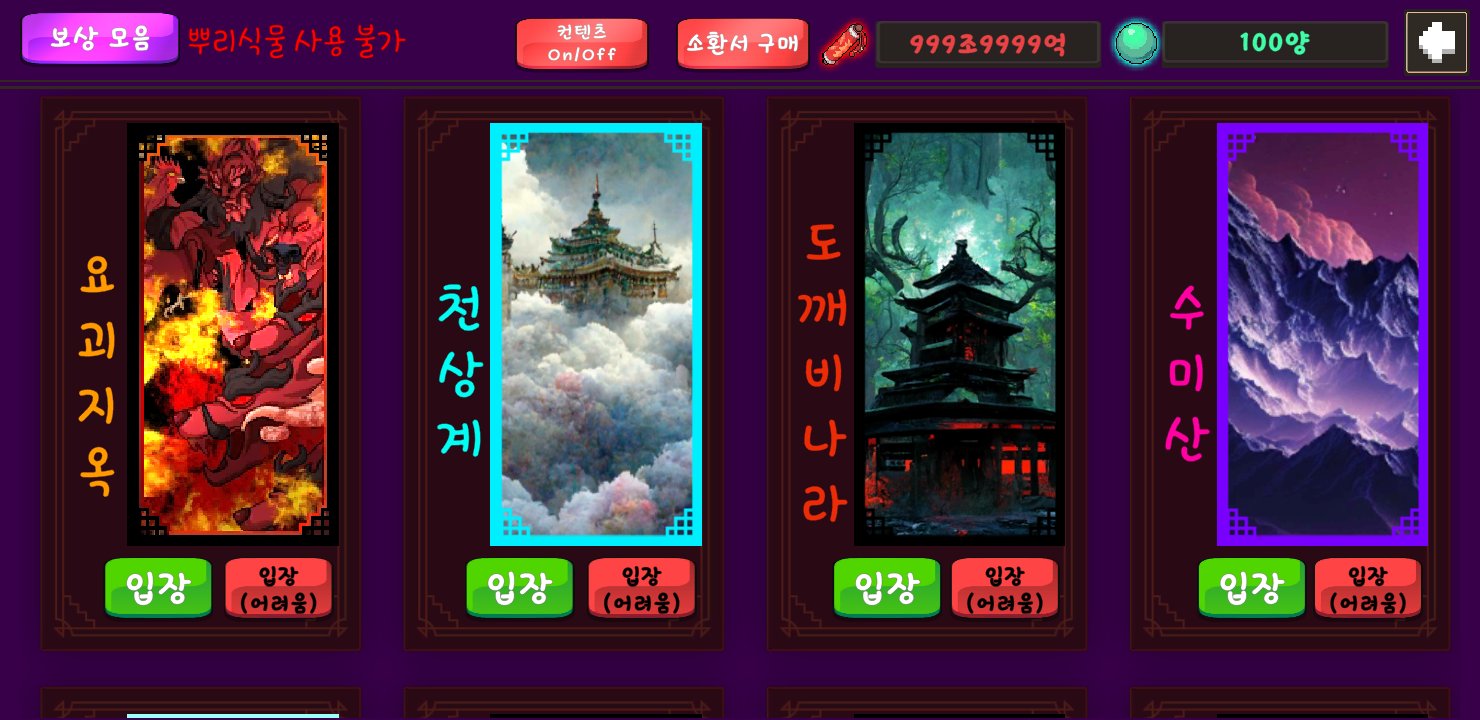 보상 모음
뿌리식물 사용 불가
컨텐츠
On/Off
소환서 구매
999조9999억
100양
요괴지옥
입장
입장
(어려움)
천상계
입장
입장
(어려움)
도깨비나라
입장
입장
(어려움)
수미산
입장
입장
(어려움)